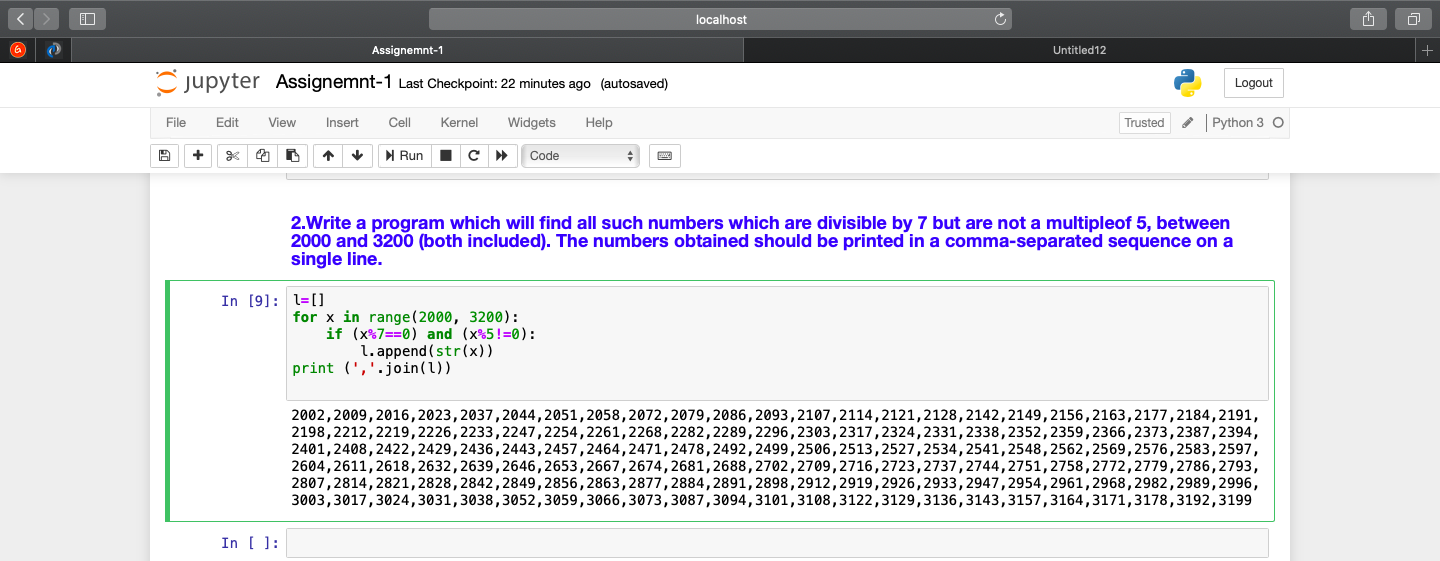 localhost
Assignemnt-1
Untitled12
jupyter Assignemnt-1 Last Checkpoint: 22 minutes ago (autosaved)
Logout
File Edit View Insert Cell Kernel Widgets Help
Trusted
Python 3
Run
Code
2.Write a program which will find all such numbers which are divisible by 7 but are not a multipleof 5, between
2000 and 3200 (both included). The numbers obtained should be printed in a comma-separated sequence on a
single line.
In [9]:
l=[]
for x in range(2000, 3200):
    if (x%7==0) and (x%5!=0):
        l.append(str(x))
print (','.join(l))
2002,2009,2016,2023,2037,2044,2051,2058,2072,2079,2086,2093,2107,2114,2121,2128,2142,2149,2156,2163,2177,2184,2191,
2198,2212,2219,2226,2233,2247,2254,2261,2268,2282,2289,2296,2303,2317,2324,2331,2338,2352,2359,2366,2373,2387,2394,
2401,2408,2422,2429,2436,2443,2457,2464,2471,2478,2492,2499,2506,2513,2527,2534,2541,2548,2562,2569,2576,2583,2597,
2604,2611,2618,2632,2639,2646,2653,2667,2674,2681,2688,2702,2709,2716,2723,2737,2744,2751,2758,2772,2779,2786,2793,
2807,2814,2821,2828,2842,2849,2856,2863,2877,2884,2891,2898,2912,2919,2926,2933,2947,2954,2961,2968,2982,2989,2996,
3003,3017,3024,3031,3038,3052,3059,3066,3073,3087,3094,3101,3108,3122,3129,3136,3143,3157,3164,3171,3178,3192,3199
In [ ]: